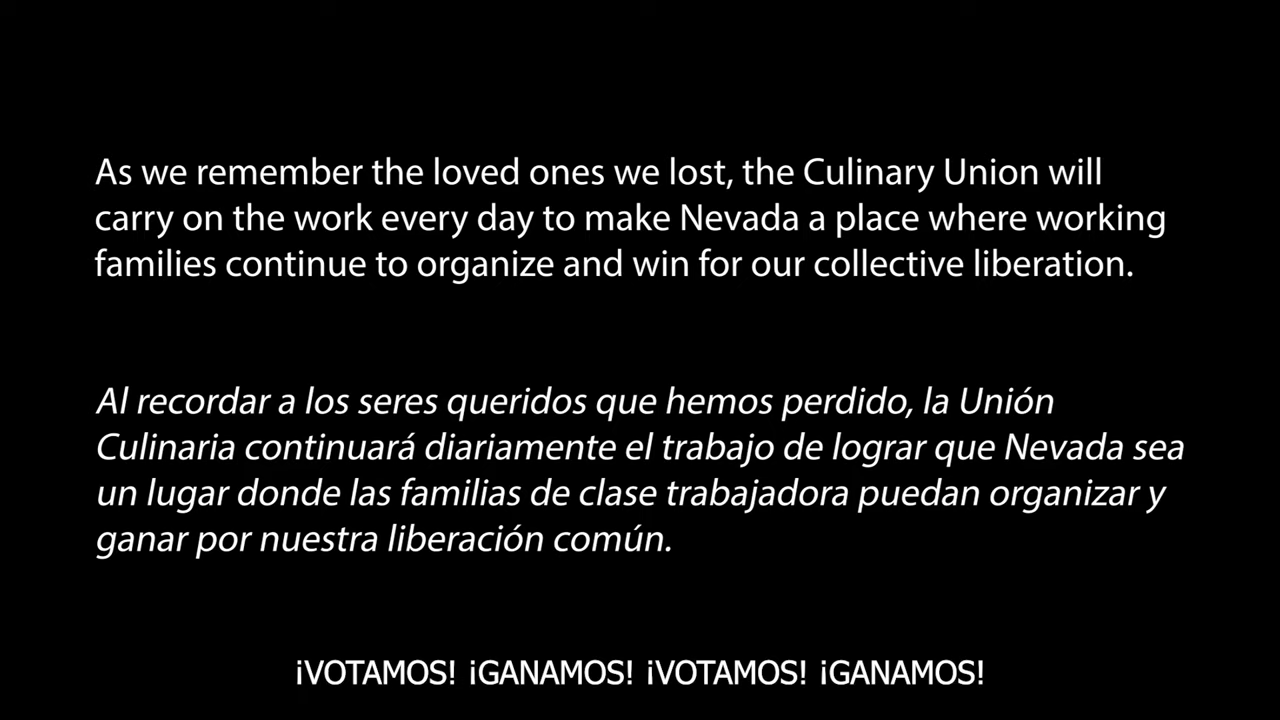 As we remember the loved ones we lost, the Culinary Union will
carry on the work every day to make Nevada a place where working
families continue to organize and win for our collective liberation.
Al recordar a los seres queridos que hemos perdido, la Unión
Culinaria continuará diariamente el trabajo de lograr que Nevada sea
un lugar donde las familias de clase trabajadora puedan organizar y
ganar por nuestra liberación común.
¡VOTAMOS! ¡GANAMOS! ¡VOTAMOS! ¡GANAMOS!